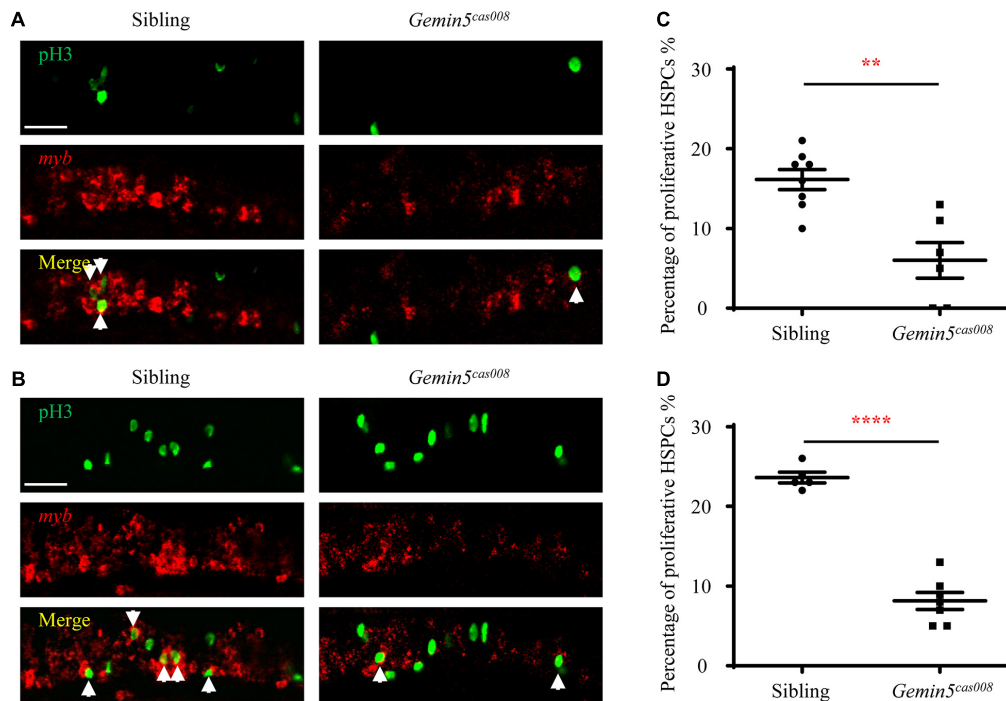 A
Sibling
Gemin5cas008
pH3
myb
Merge
B
Sibling
Gemin5cas008
pH3
myb
Merge
C
Percentage of proliferative HSPCs %
30
20
10
0
**
Sibling
Gemin5cas008
D
Percentage of proliferative HSPCs %
30
20
10
0
****
Sibling
Gemin5cas008